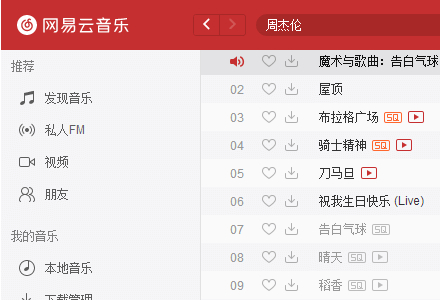 网易云音乐
周杰伦
推荐
发现音乐
私人FM
视频
朋友
我的音乐
本地音乐
下载管理
魔术与歌曲：告白气球
02 屋顶
03 布拉格广场 SQ
04 骑士精神 SQ
05 刀马旦
06 祝我生日快乐 (Live)
07 告白气球 SQ
08 晴天 SQ
09 稻香 SQ